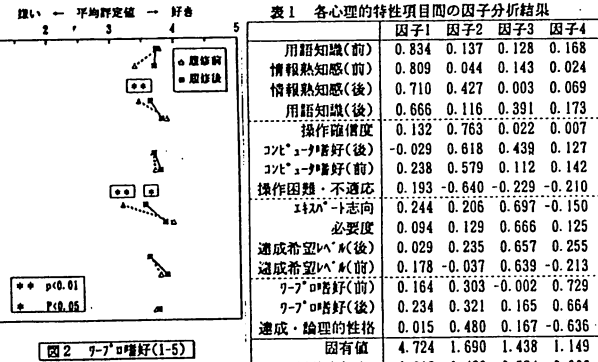 嫌い ← 平均評定値 → 好き
2 3 4 5
▲ 履修前
■ 履修後
**
** *
** p<0.01
* P<0.05
図2 ワープロ嗜好(1-5)
表1 各心理的特性項目間の因子分析結果
因子1 因子2 因子3 因子4
用語知識(前) 0.834 0.137 0.128 0.168
情報熟知感(前) 0.809 0.044 0.143 0.024
情報熟知感(後) 0.710 0.427 0.003 0.069
用語知識(後) 0.666 0.116 0.391 0.173
操作確信度 0.132 0.763 0.022 0.007
コンピュータ嗜好(後) -0.029 0.618 0.439 0.127
コンピュータ嗜好(前) 0.238 0.579 0.112 0.142
操作困難・不適応 0.193 -0.640 -0.229 -0.210
エキスパート志向 0.244 0.206 0.697 -0.150
必要度 0.094 0.129 0.666 0.125
達成希望レベル(後) 0.029 0.235 0.657 0.255
達成希望レベル(前) 0.178 -0.037 0.639 -0.213
ワープロ嗜好(前) 0.164 0.303 -0.002 0.729
ワープロ嗜好(後) 0.234 0.321 0.165 0.664
達成・論理的性格 0.015 0.480 0.167 -0.636
固有値 4.724 1.690 1.438 1.149